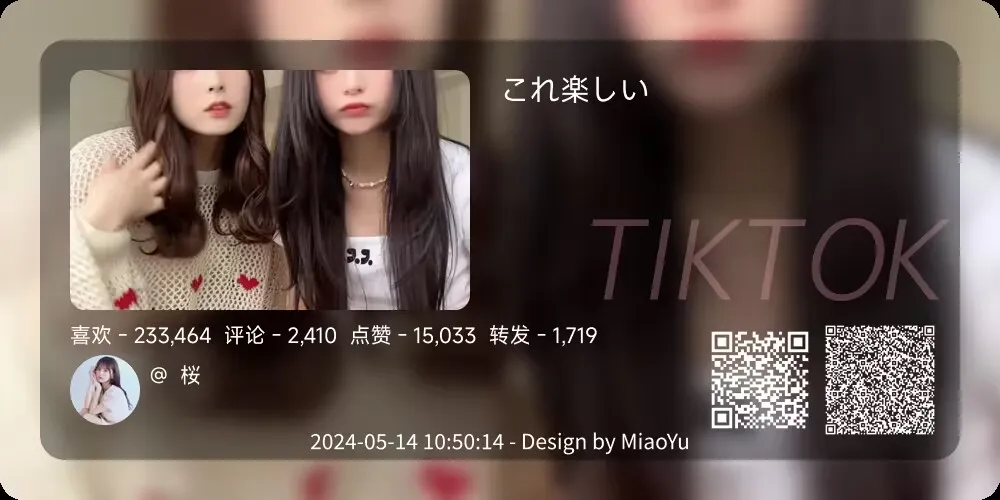 これ楽しい
TIKTOK
喜欢 - 233,464 评论 - 2,410 点赞 - 15,033 转发 - 1,719
@ 桜
2024-05-14 10:50:14 - Design by MiaoYu